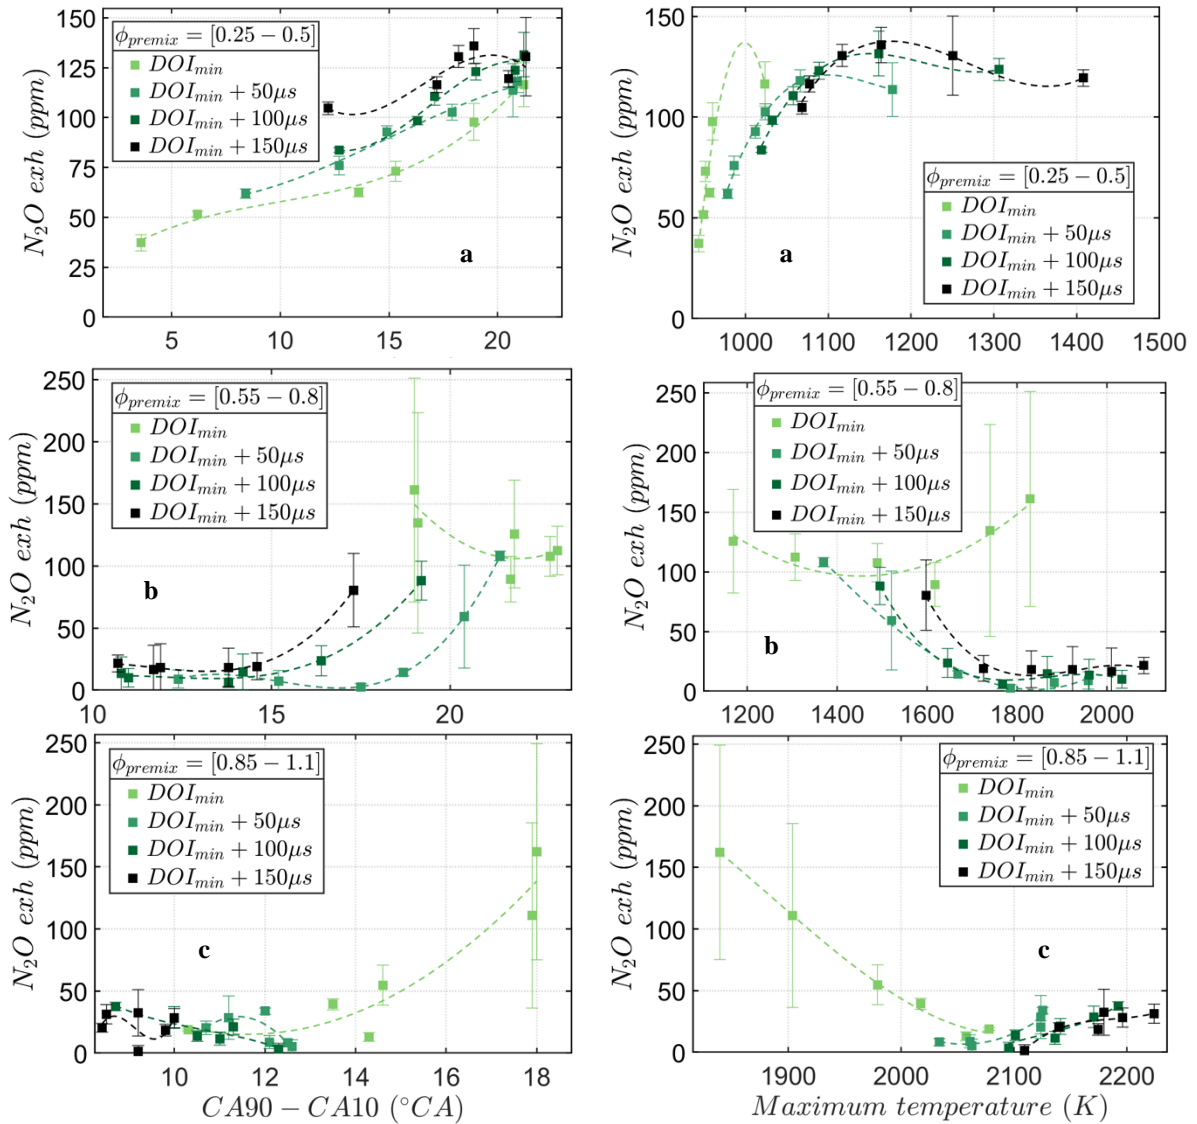 N₂O exh (ppm)
150
125
100
75
50
25
0
ϕpremix = [0.25 − 0.5]
DOImin
DOImin + 50μs
DOImin + 100μs
DOImin + 150μs
a
5 10 15 20
N₂O exh (ppm)
150
100
50
0
ϕpremix = [0.25 − 0.5]
DOImin
DOImin + 50μs
DOImin + 100μs
DOImin + 150μs
a
1000 1100 1200 1300 1400 1500
N₂O exh (ppm)
250
200
150
100
50
0
ϕpremix = [0.55 − 0.8]
DOImin
DOImin + 50μs
DOImin + 100μs
DOImin + 150μs
b
10 15 20
N₂O exh (ppm)
250
200
150
100
50
0
ϕpremix = [0.55 − 0.8]
DOImin
DOImin + 50μs
DOImin + 100μs
DOImin + 150μs
b
1200 1400 1600 1800 2000
N₂O exh (ppm)
250
200
150
100
50
0
ϕpremix = [0.85 − 1.1]
DOImin
DOImin + 50μs
DOImin + 100μs
DOImin + 150μs
c
10 12 14 16 18
CA90 − CA10 (°CA)
N₂O exh (ppm)
250
200
150
100
50
0
ϕpremix = [0.85 − 1.1]
DOImin
DOImin + 50μs
DOImin + 100μs
DOImin + 150μs
c
1900 2000 2100 2200
Maximum temperature (K)